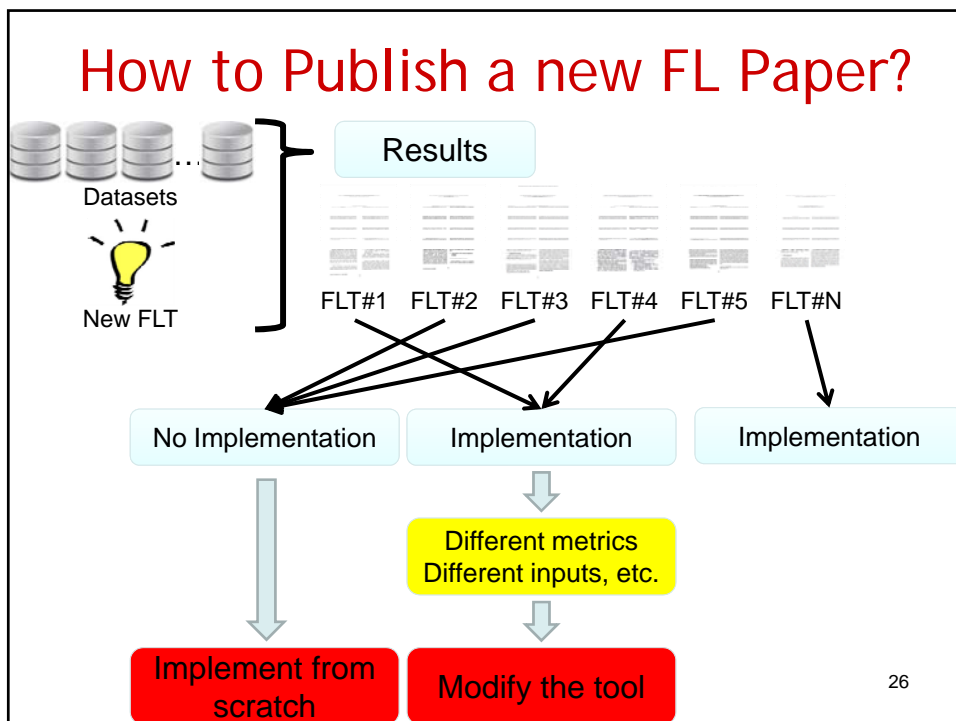 How to Publish a new FL Paper?
Results
...
Datasets
New FLT
FLT#1 FLT#2 FLT#3 FLT#4 FLT#5 FLT#N
No Implementation
Implementation
Implementation
Different metrics
Different inputs, etc.
Implement from
scratch
Modify the tool
26